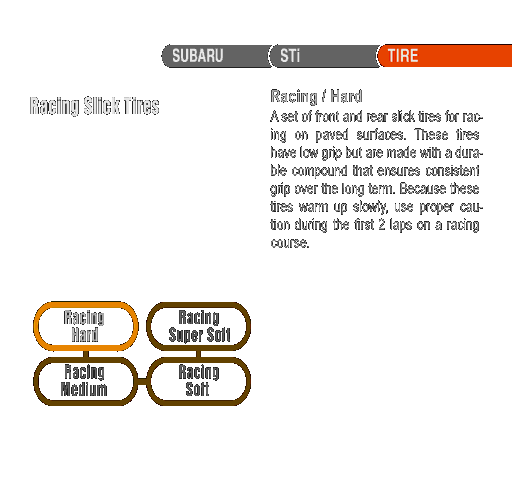 SUBARU STi TIRE
Racing Slick Tires
Racing / Hard
A set of front and rear slick tires for rac-
ing on paved surfaces. These tires
have low grip but are made with a dura-
ble compound that ensures consistent
grip over the long term. Because these
tires warm up slowly, use proper cau-
tion during the first 2 laps on a racing
course.
Racing
Hard
Racing
Super Soft
Racing
Medium
Racing
Soft